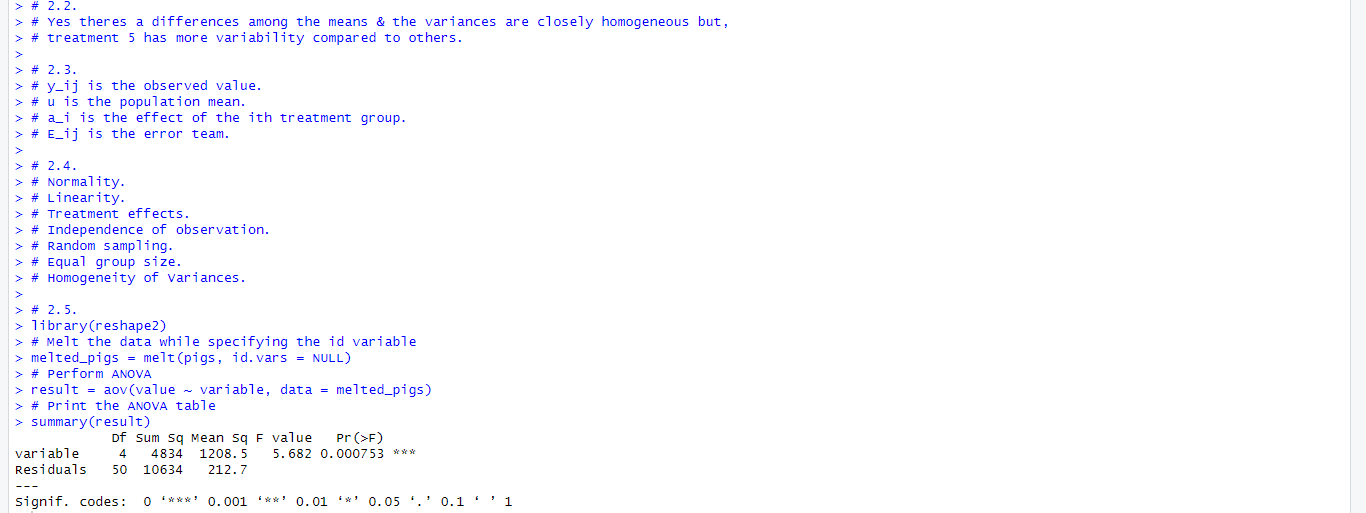 > # 2.2.
> # Yes theres a differences among the means & the variances are closely homogeneous but,
> # treatment 5 has more variability compared to others.
>
> # 2.3.
> # y_ij is the observed value.
> # u is the population mean.
> # a_i is the effect of the ith treatment group.
> # E_ij is the error team.
>
> # 2.4.
> # Normality.
> # Linearity.
> # Treatment effects.
> # Independence of observation.
> # Random sampling.
> # Equal group size.
> # Homogeneity of Variances.
>
> # 2.5.
> library(reshape2)
> # Melt the data while specifying the id variable
> melted_pigs = melt(pigs, id.vars = NULL)
> # Perform ANOVA
> result = aov(value ~ variable, data = melted_pigs)
> # Print the ANOVA table
> summary(result)
            Df Sum Sq Mean Sq F value   Pr(>F)
variable     4   4834  1208.5   5.682 0.000753 ***
Residuals   50  10634   212.7
---
Signif. codes:  0 ‘***’ 0.001 ‘**’ 0.01 ‘*’ 0.05 ‘.’ 0.1 ‘ ’ 1